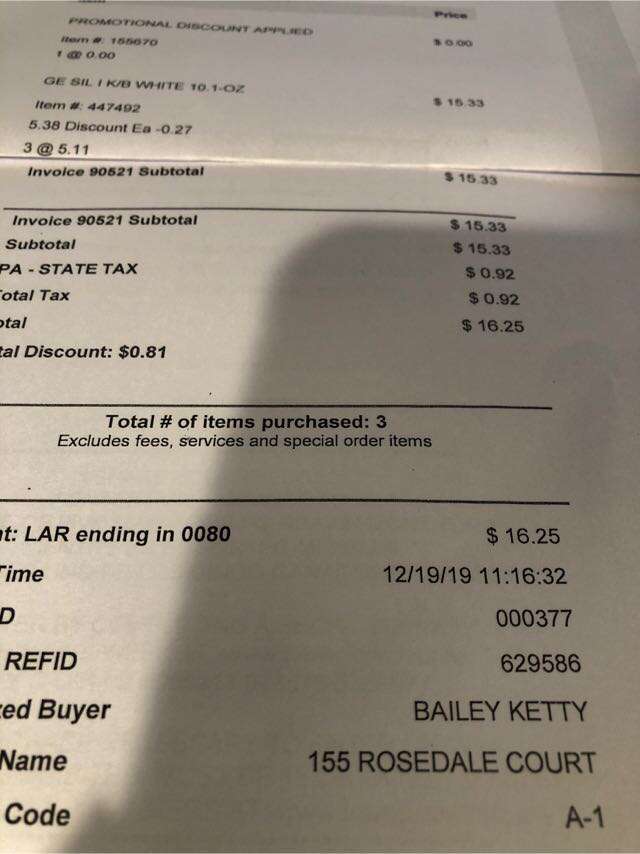 Price
PROMOTIONAL DISCOUNT APPLIED
Item #: 155670 $ 0.00
1 @ 0.00
GE SIL I K/B WHITE 10.1-OZ
Item #: 447492 $ 15.33
5.38 Discount Ea -0.27
3 @ 5.11
Invoice 90521 Subtotal $ 15.33
Invoice 90521 Subtotal $ 15.33
Subtotal $ 15.33
PA - STATE TAX $ 0.92
otal Tax $ 0.92
otal $ 16.25
tal Discount: $0.81
Total # of items purchased: 3
Excludes fees, services and special order items
nt: LAR ending in 0080 $ 16.25
Time 12/19/19 11:16:32
D 000377
REFID 629586
zed Buyer BAILEY KETTY
Name 155 ROSEDALE COURT
Code A-1